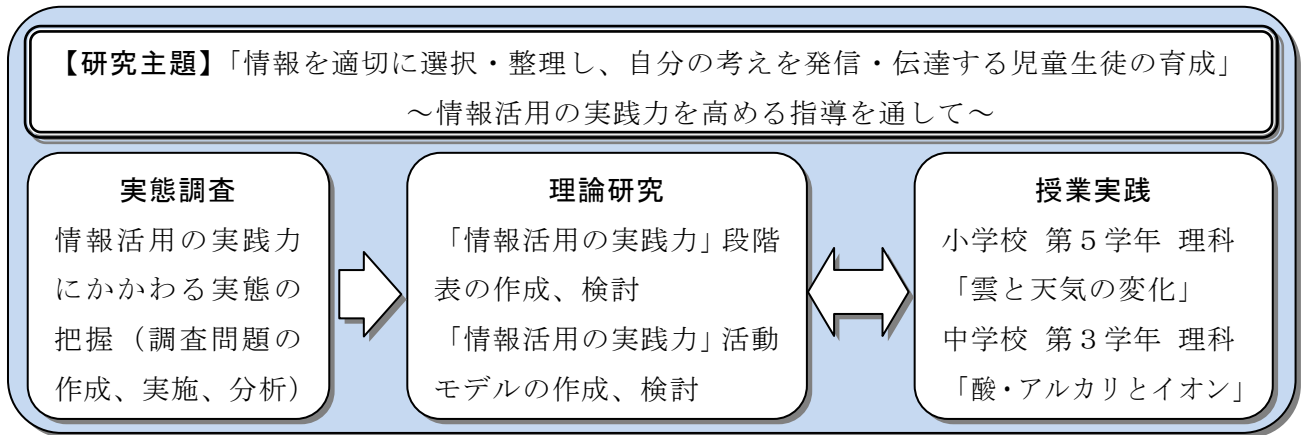 【研究主題】「情報を適切に選択・整理し、自分の考えを発信・伝達する児童生徒の育成」
～情報活用の実践力を高める指導を通して～
実態調査
情報活用の実践力
にかかわる実態の
把握（調査問題の
作成、実施、分析）
理論研究
「情報活用の実践力」段階
表の作成、検討
「情報活用の実践力」活動
モデルの作成、検討
授業実践
小学校 第５学年 理科
「雲と天気の変化」
中学校 第３学年 理科
「酸・アルカリとイオン」